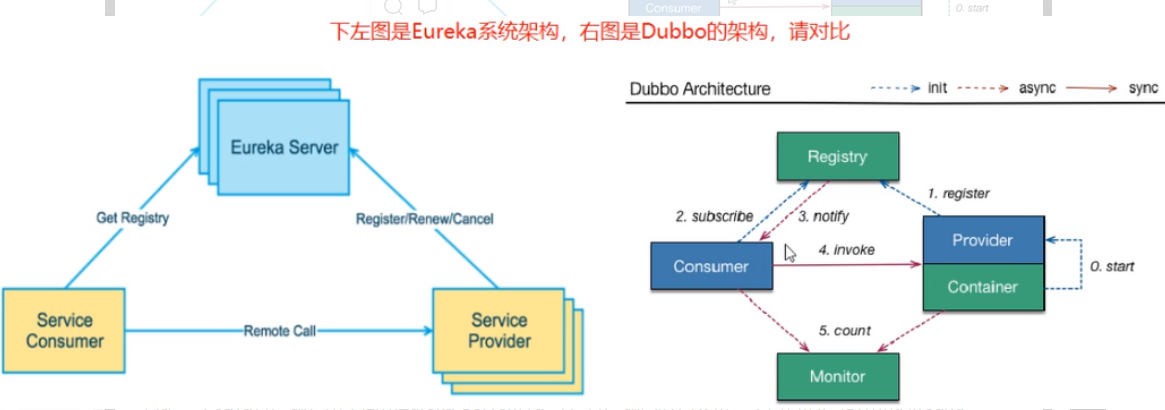 Consumer
0. start
下左图是Eureka系统架构，右图是Dubbo的架构，请对比
Eureka Server
Get Registry
Register/Renew/Cancel
Service
Consumer
Remote Call
Service
Provider
Dubbo Architecture
init
async
sync
Registry
1. register
2. subscribe
3. notify
Consumer
4. invoke
Provider
Container
0. start
5. count
Monitor